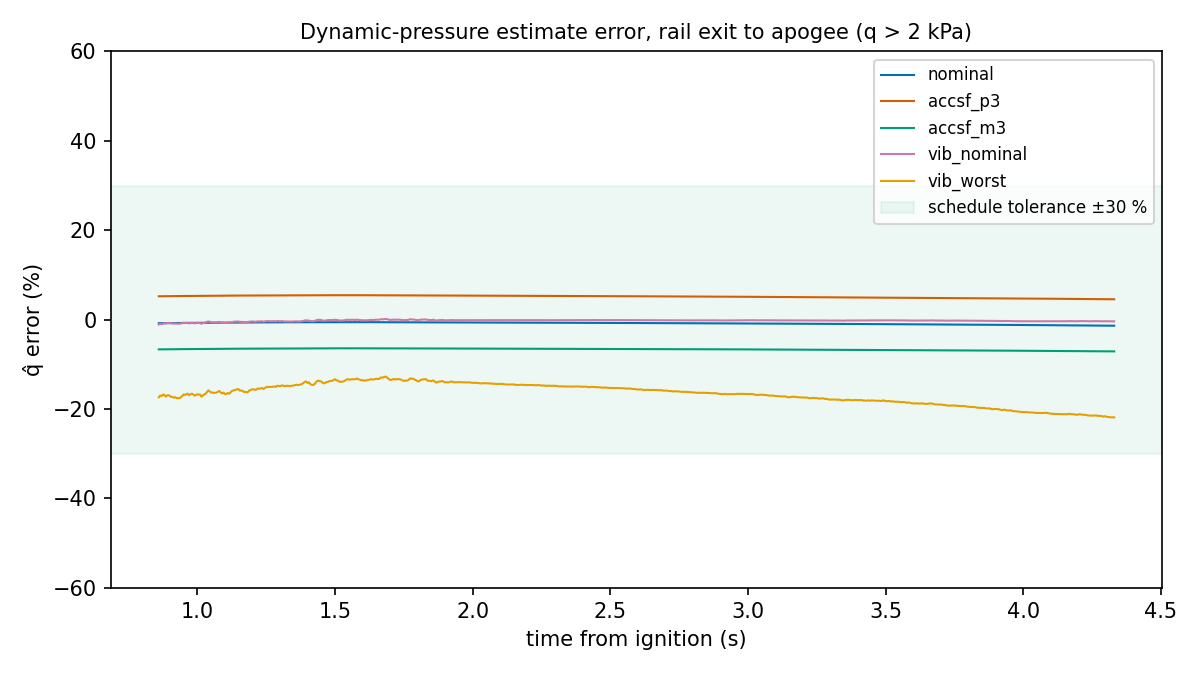 Dynamic-pressure estimate error, rail exit to apogee (q > 2 kPa)
60
40
20
0
−20
−40
−60
q̂ error (%)
nominal
accsf_p3
accsf_m3
vib_nominal
vib_worst
schedule tolerance ±30 %
1.0 1.5 2.0 2.5 3.0 3.5 4.0 4.5
time from ignition (s)